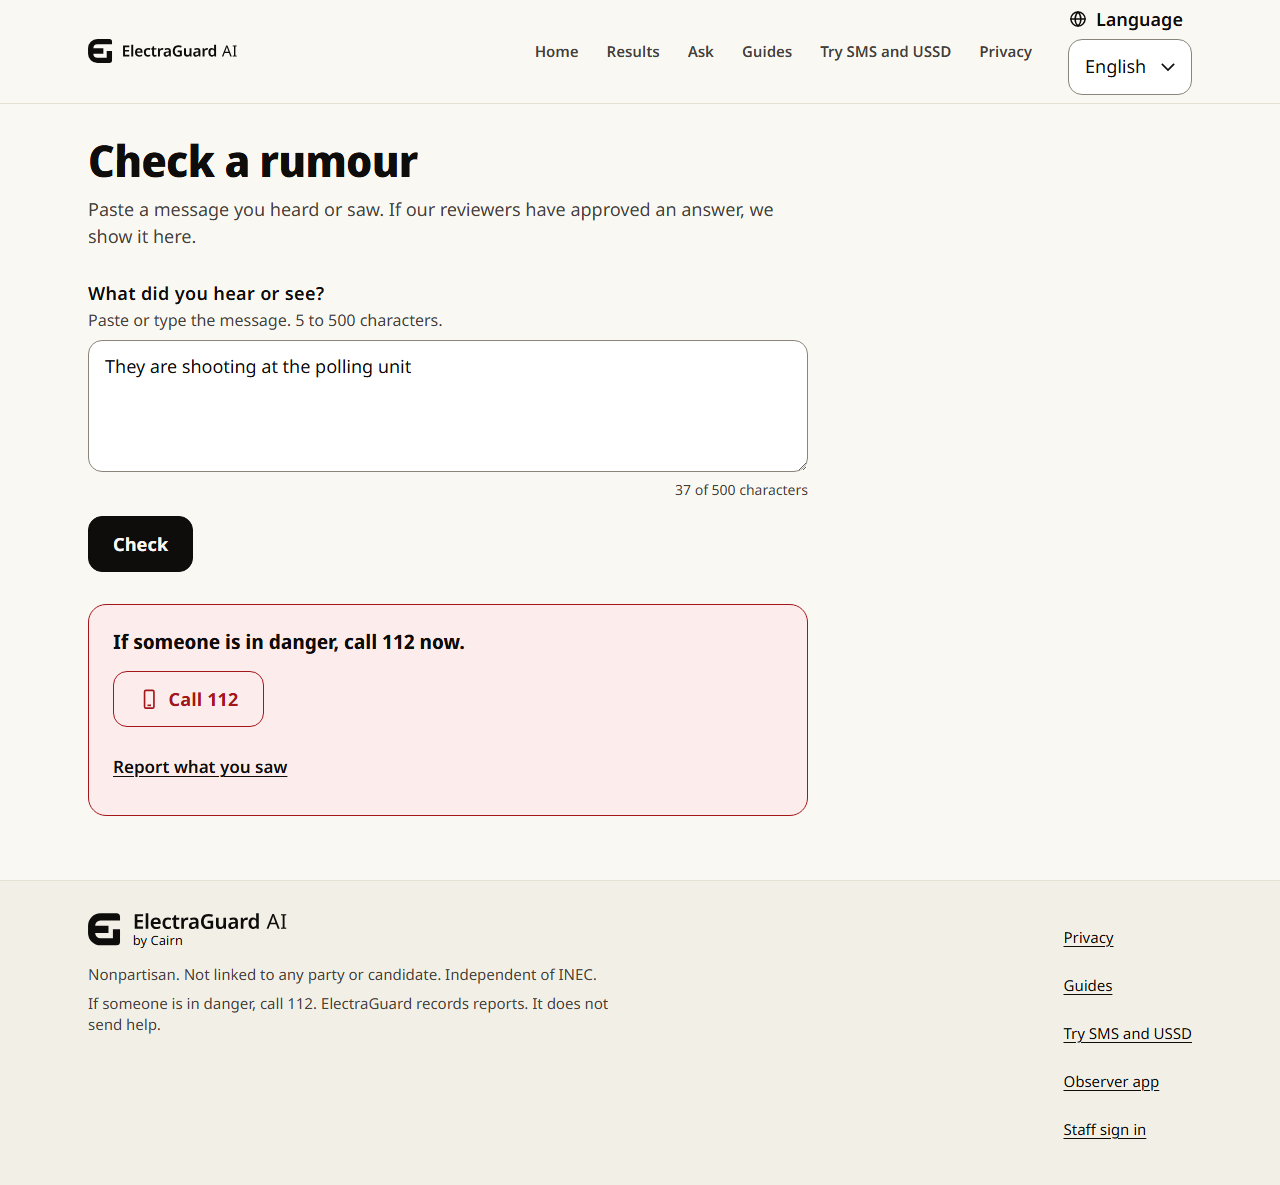 ElectraGuard AI
Home
Results
Ask
Guides
Try SMS and USSD
Privacy
Language
English
Check a rumour
Paste a message you heard or saw. If our reviewers have approved an answer, we
show it here.
What did you hear or see?
Paste or type the message. 5 to 500 characters.
They are shooting at the polling unit
37 of 500 characters
Check
If someone is in danger, call 112 now.
Call 112
Report what you saw
ElectraGuard AI
by Cairn
Nonpartisan. Not linked to any party or candidate. Independent of INEC.
If someone is in danger, call 112. ElectraGuard records reports. It does not
send help.
Privacy
Guides
Try SMS and USSD
Observer app
Staff sign in